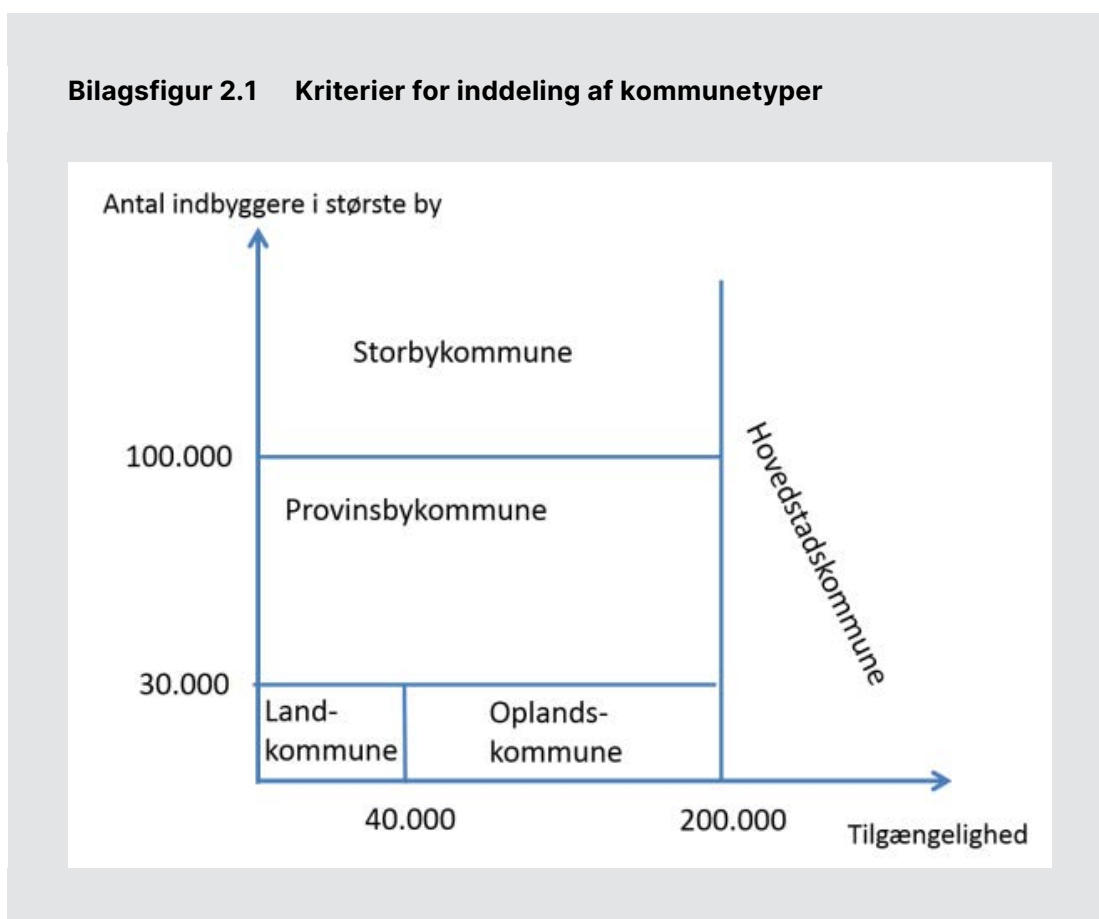 Bilagsfigur 2.1 Kriterier for inddeling af kommunetyper
Antal indbyggere i største by
Storbykommune
100.000
Provinsbykommune
Hovedstadskommune
30.000
Land-
kommune
Oplands-
kommune
40.000
200.000
Tilgængelighed